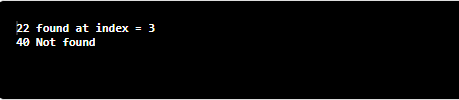 22 found at index = 3
40 Not found